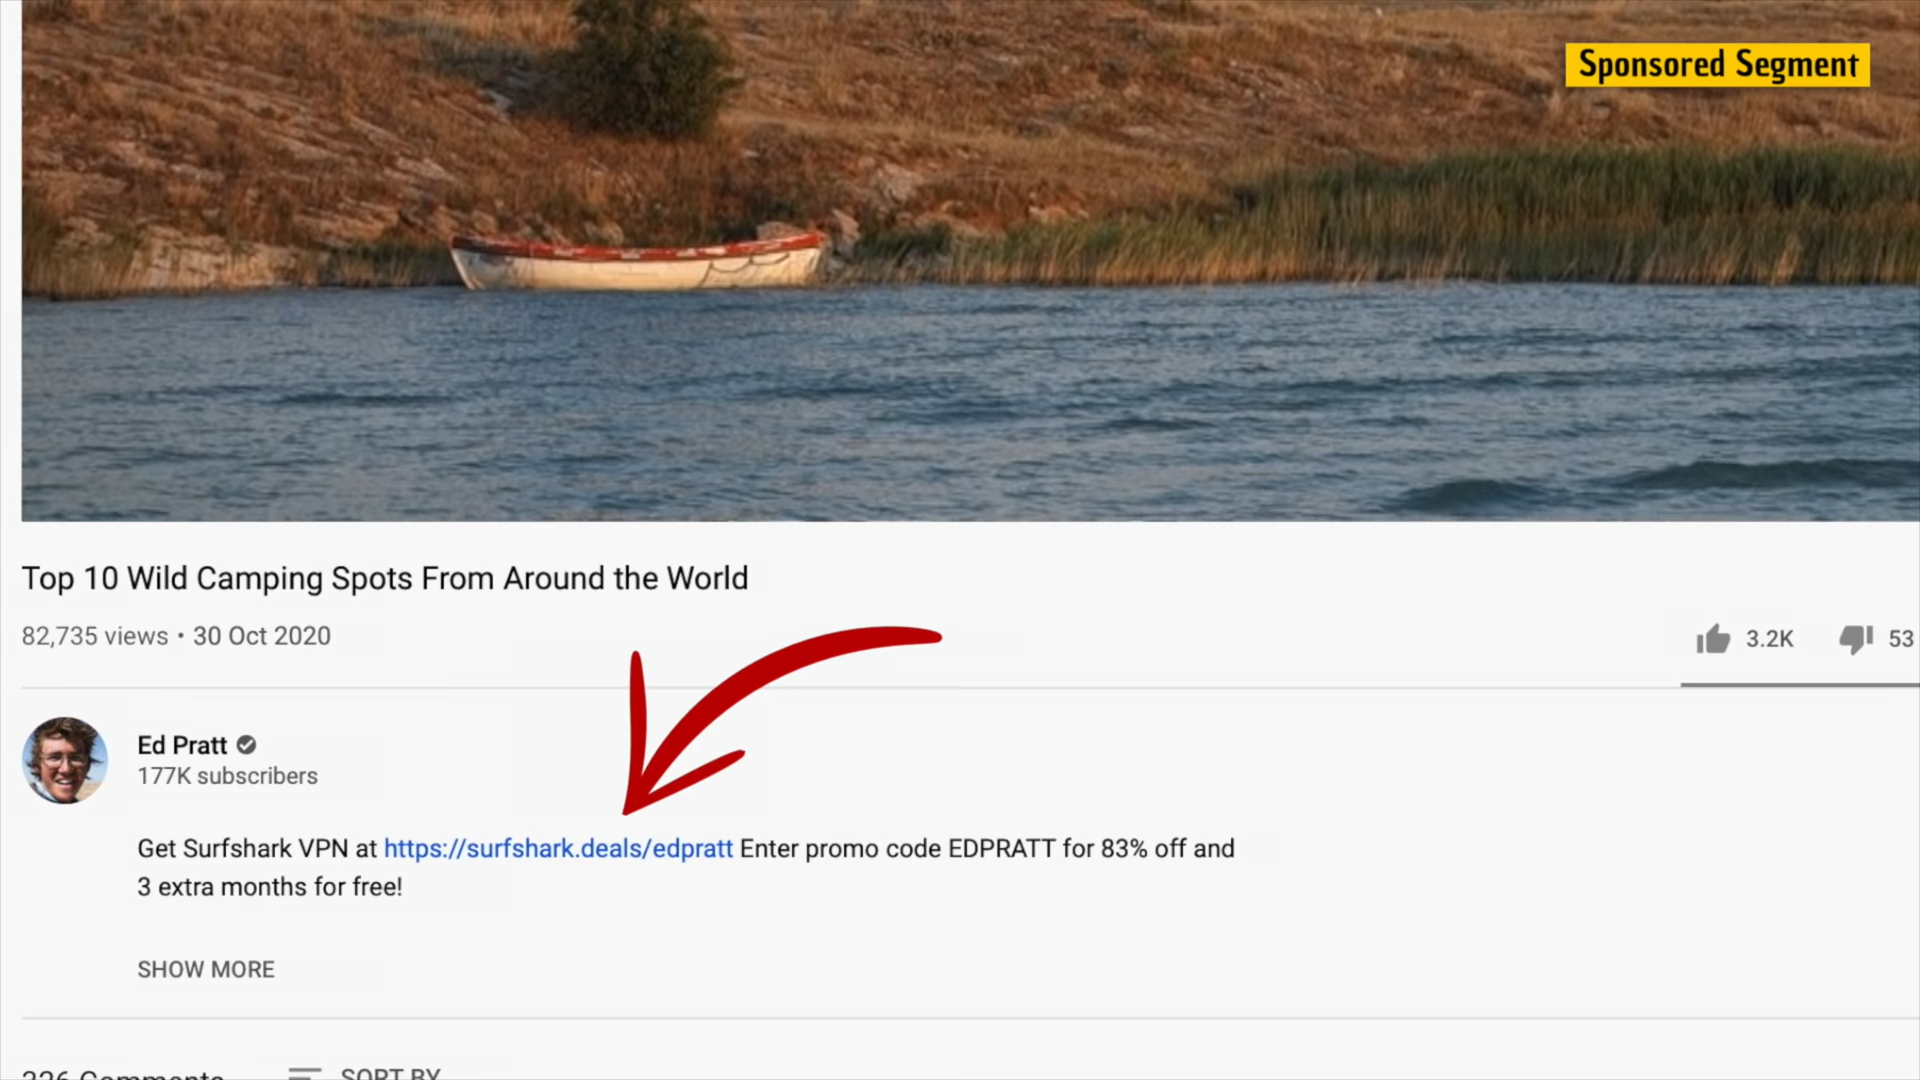 Sponsored Segment
Top 10 Wild Camping Spots From Around the World
82,735 views • 30 Oct 2020
3.2K
53
Ed Pratt
177K subscribers
Get Surfshark VPN at https://surfshark.deals/edpratt Enter promo code EDPRATT for 83% off and
3 extra months for free!
SHOW MORE
326 Comments SORT BY